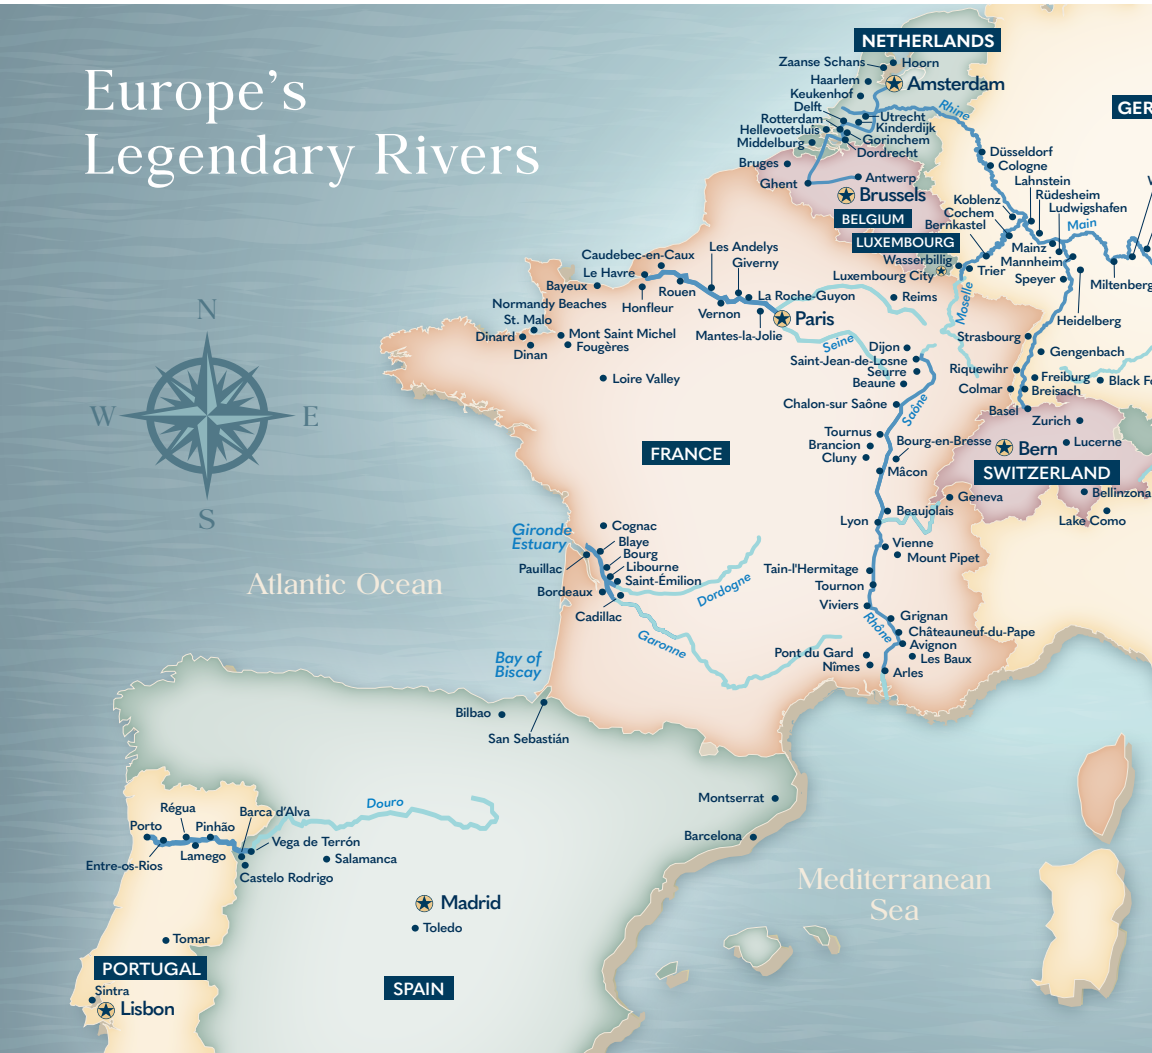 Europe's
Legendary Rivers
N
W
E
S
Atlantic Ocean
NETHERLANDS
Zaanse Schans
Hoorn
Haarlem
Amsterdam
Keukenhof
Delft
Rhine
Rotterdam
Utrecht
Hellevoetsluis
Kinderdijk
Middelburg
Gorinchem
Dordrecht
Bruges
Ghent
Antwerp
Brussels
BELGIUM
LUXEMBOURG
Wasserbillig
Luxembourg City
GER
Düsseldorf
Cologne
Lahnstein
Rüdesheim
Ludwigshafen
Koblenz
Cochem
Bernkastel
Main
Mainz
Mannheim
Trier
Speyer
Miltenberg
Moselle
Heidelberg
Strasbourg
Gengenbach
Riquewihr
Freiburg
Black Fo
Colmar
Breisach
Basel
Zurich
Bern
Lucerne
SWITZERLAND
Geneva
Bellinzona
Lake Como
Les Andelys
Caudebec-en-Caux
Giverny
Le Havre
Bayeux
Rouen
La Roche-Guyon
Reims
Honfleur
Vernon
Paris
Normandy Beaches
Mantes-la-Jolie
St. Malo
Dinard
Mont Saint Michel
Dinan
Fougères
Seine
Loire Valley
Dijon
Saint-Jean-de-Losne
Seurre
Beaune
Chalon-sur Saône
Saône
Tournus
Brancion
Bourg-en-Bresse
Cluny
Mâcon
FRANCE
Beaujolais
Lyon
Vienne
Mount Pipet
Tain-l'Hermitage
Tournon
Viviers
Grignan
Rhône
Châteauneuf-du-Pape
Avignon
Pont du Gard
Les Baux
Nîmes
Arles
Gironde
Estuary
Cognac
Blaye
Bourg
Pauillac
Libourne
Saint-Émilion
Bordeaux
Cadillac
Dordogne
Garonne
Bay of
Biscay
Bilbao
San Sebastián
Montserrat
Barcelona
Douro
Régua
Barca d'Alva
Porto
Pinhão
Vega de Terrón
Entre-os-Rios
Lamego
Salamanca
Castelo Rodrigo
Madrid
Toledo
Tomar
PORTUGAL
Sintra
Lisbon
SPAIN
Mediterranean
Sea